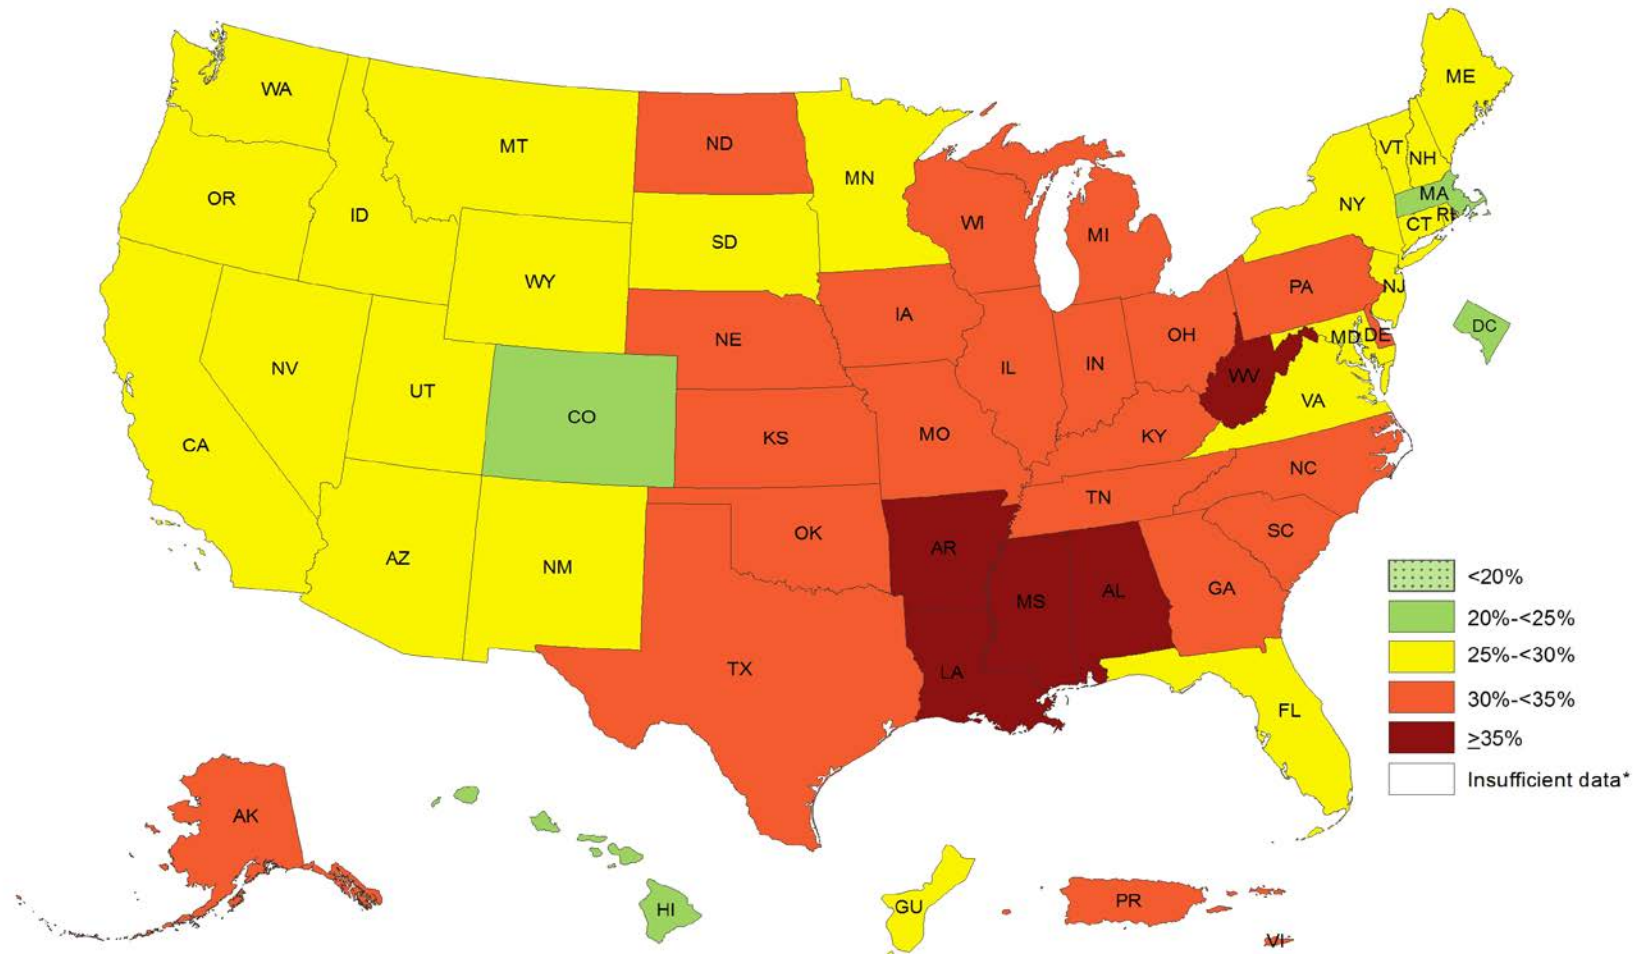 WA
MT
ND
MN
ME
VT
NH
OR
ID
SD
WI
MI
NY
MA
CT
RI
WY
IA
PA
NJ
NE
OH
MD
DE
DC
NV
UT
CO
IL
IN
WV
VA
CA
KS
MO
KY
NC
TN
AZ
NM
OK
AR
SC
MS
AL
GA
TX
LA
FL
<20%
20%-<25%
25%-<30%
30%-<35%
≥35%
Insufficient data*
AK
HI
GU
PR
VI